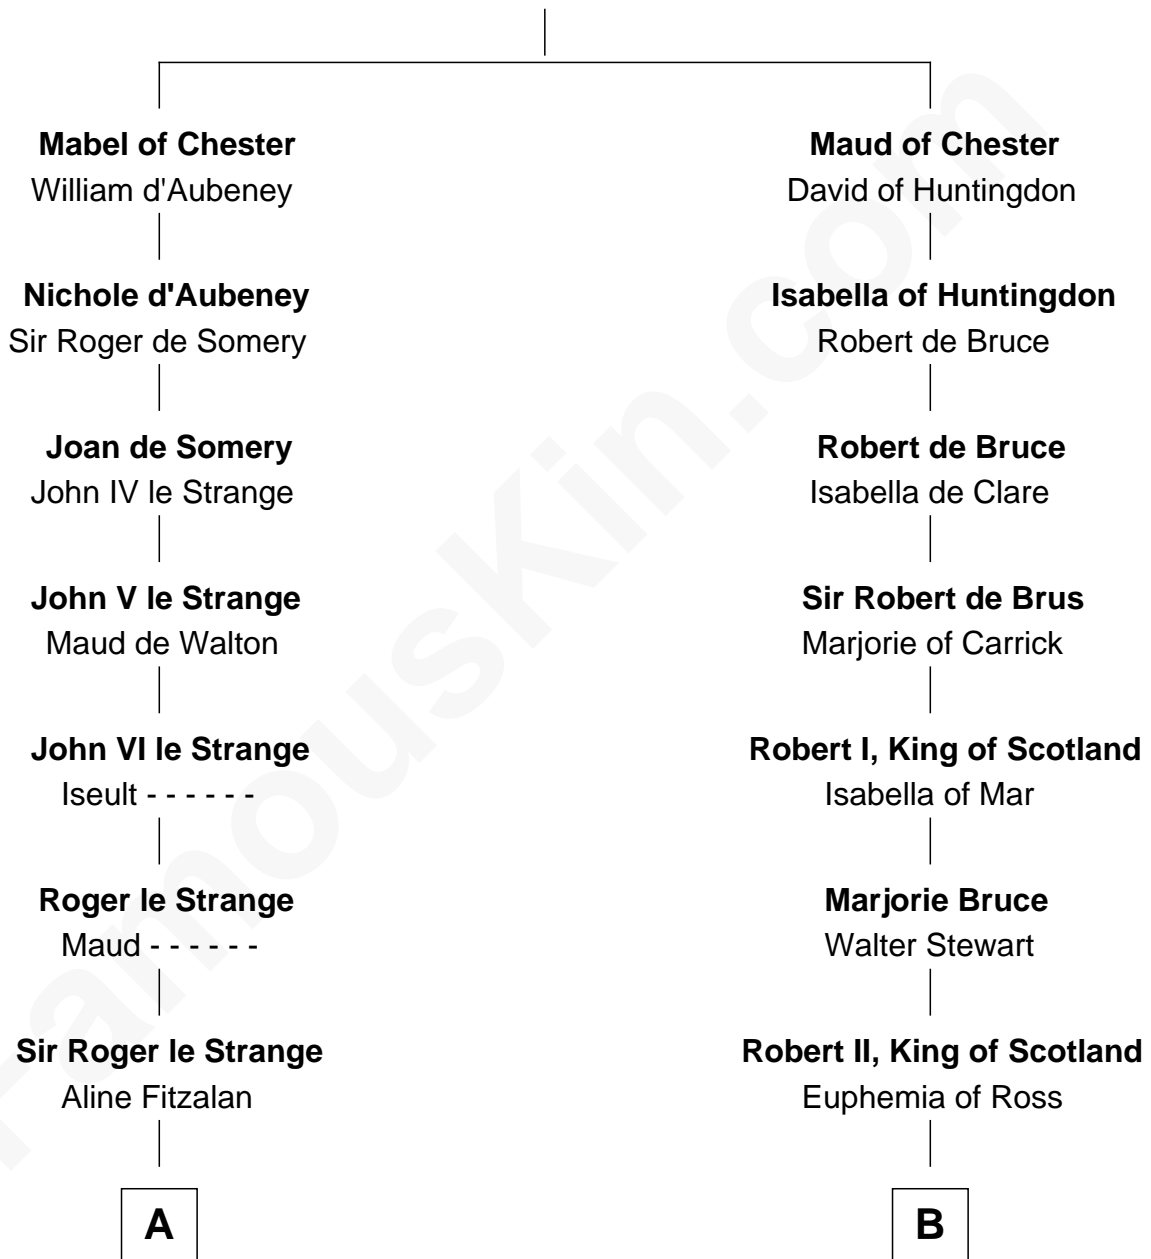 Mabel of Chester
William d'Aubeney
Maud of Chester
David of Huntingdon
Nichole d'Aubeney
Sir Roger de Somery
Isabella of Huntingdon
Robert de Bruce
Joan de Somery
John IV le Strange
Robert de Bruce
Isabella de Clare
John V le Strange
Maud de Walton
Sir Robert de Brus
Marjorie of Carrick
John VI le Strange
Iseult - - - - - -
Robert I, King of Scotland
Isabella of Mar
Roger le Strange
Maud - - - - - -
Marjorie Bruce
Walter Stewart
Sir Roger le Strange
Aline Fitzalan
Robert II, King of Scotland
Euphemia of Ross
A
B
FamousKin.com